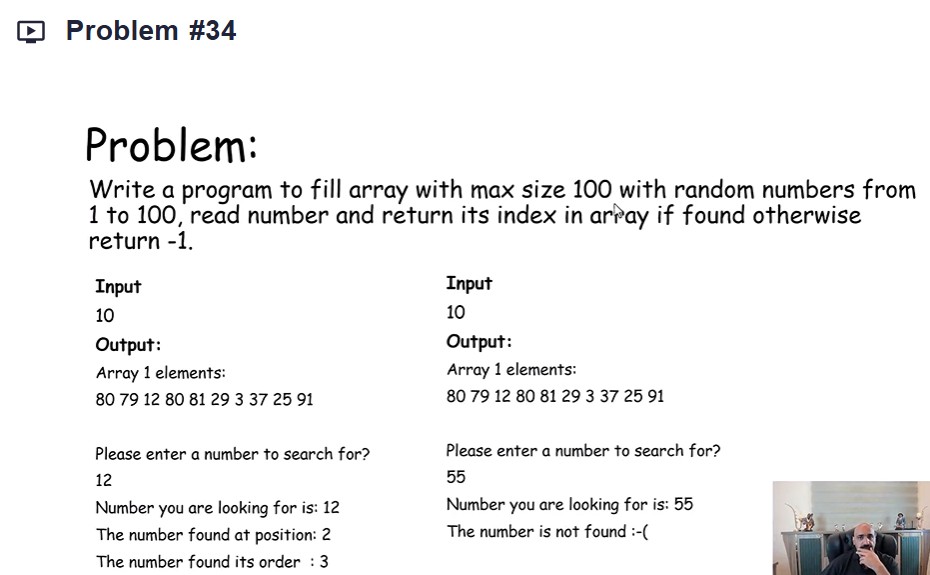 Problem #34
Problem:
Write a program to fill array with max size 100 with random numbers from
1 to 100, read number and return its index in array if found otherwise
return -1.
Input
10
Output:
Array 1 elements:
80 79 12 80 81 29 3 37 25 91
Please enter a number to search for?
12
Number you are looking for is: 12
The number found at position: 2
The number found its order : 3
Input
10
Output:
Array 1 elements:
80 79 12 80 81 29 3 37 25 91
Please enter a number to search for?
55
Number you are looking for is: 55
The number is not found :-(